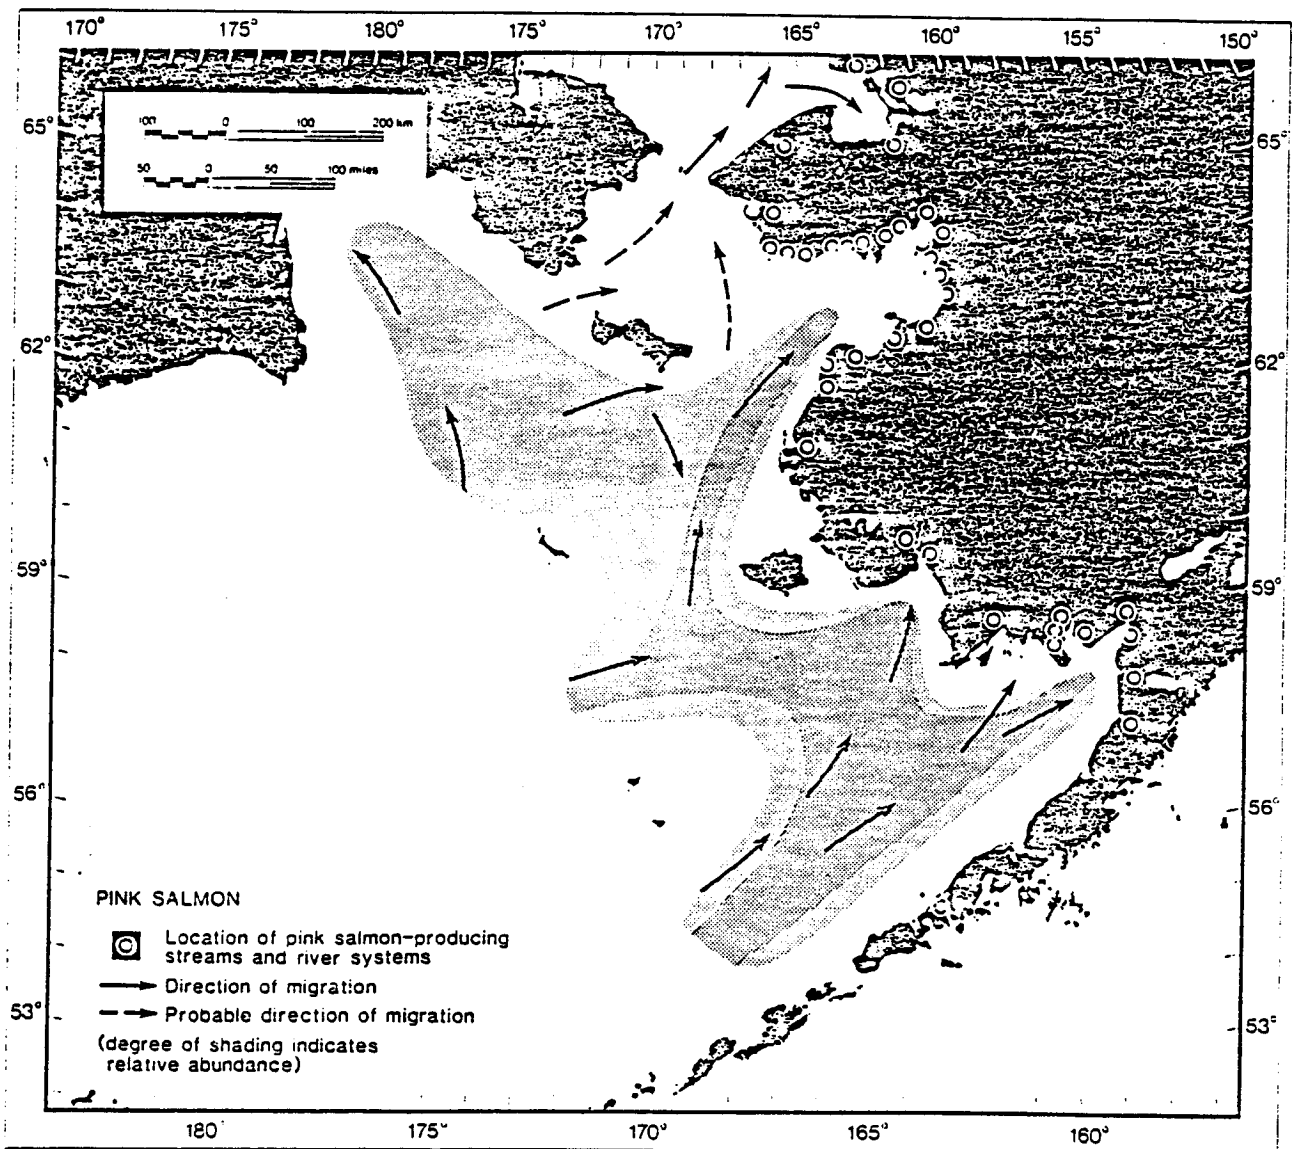 170° 175° 180° 175° 170° 165° 160° 155° 150°
100 0 100 200 km
50 0 50 100 miles
65° 65°
62° 62°
59° 59°
56° 56°
53° 53°
PINK SALMON
Location of pink salmon-producing
streams and river systems
Direction of migration
Probable direction of migration
(degree of shading indicates
relative abundance)
180° 175° 170° 165° 160°